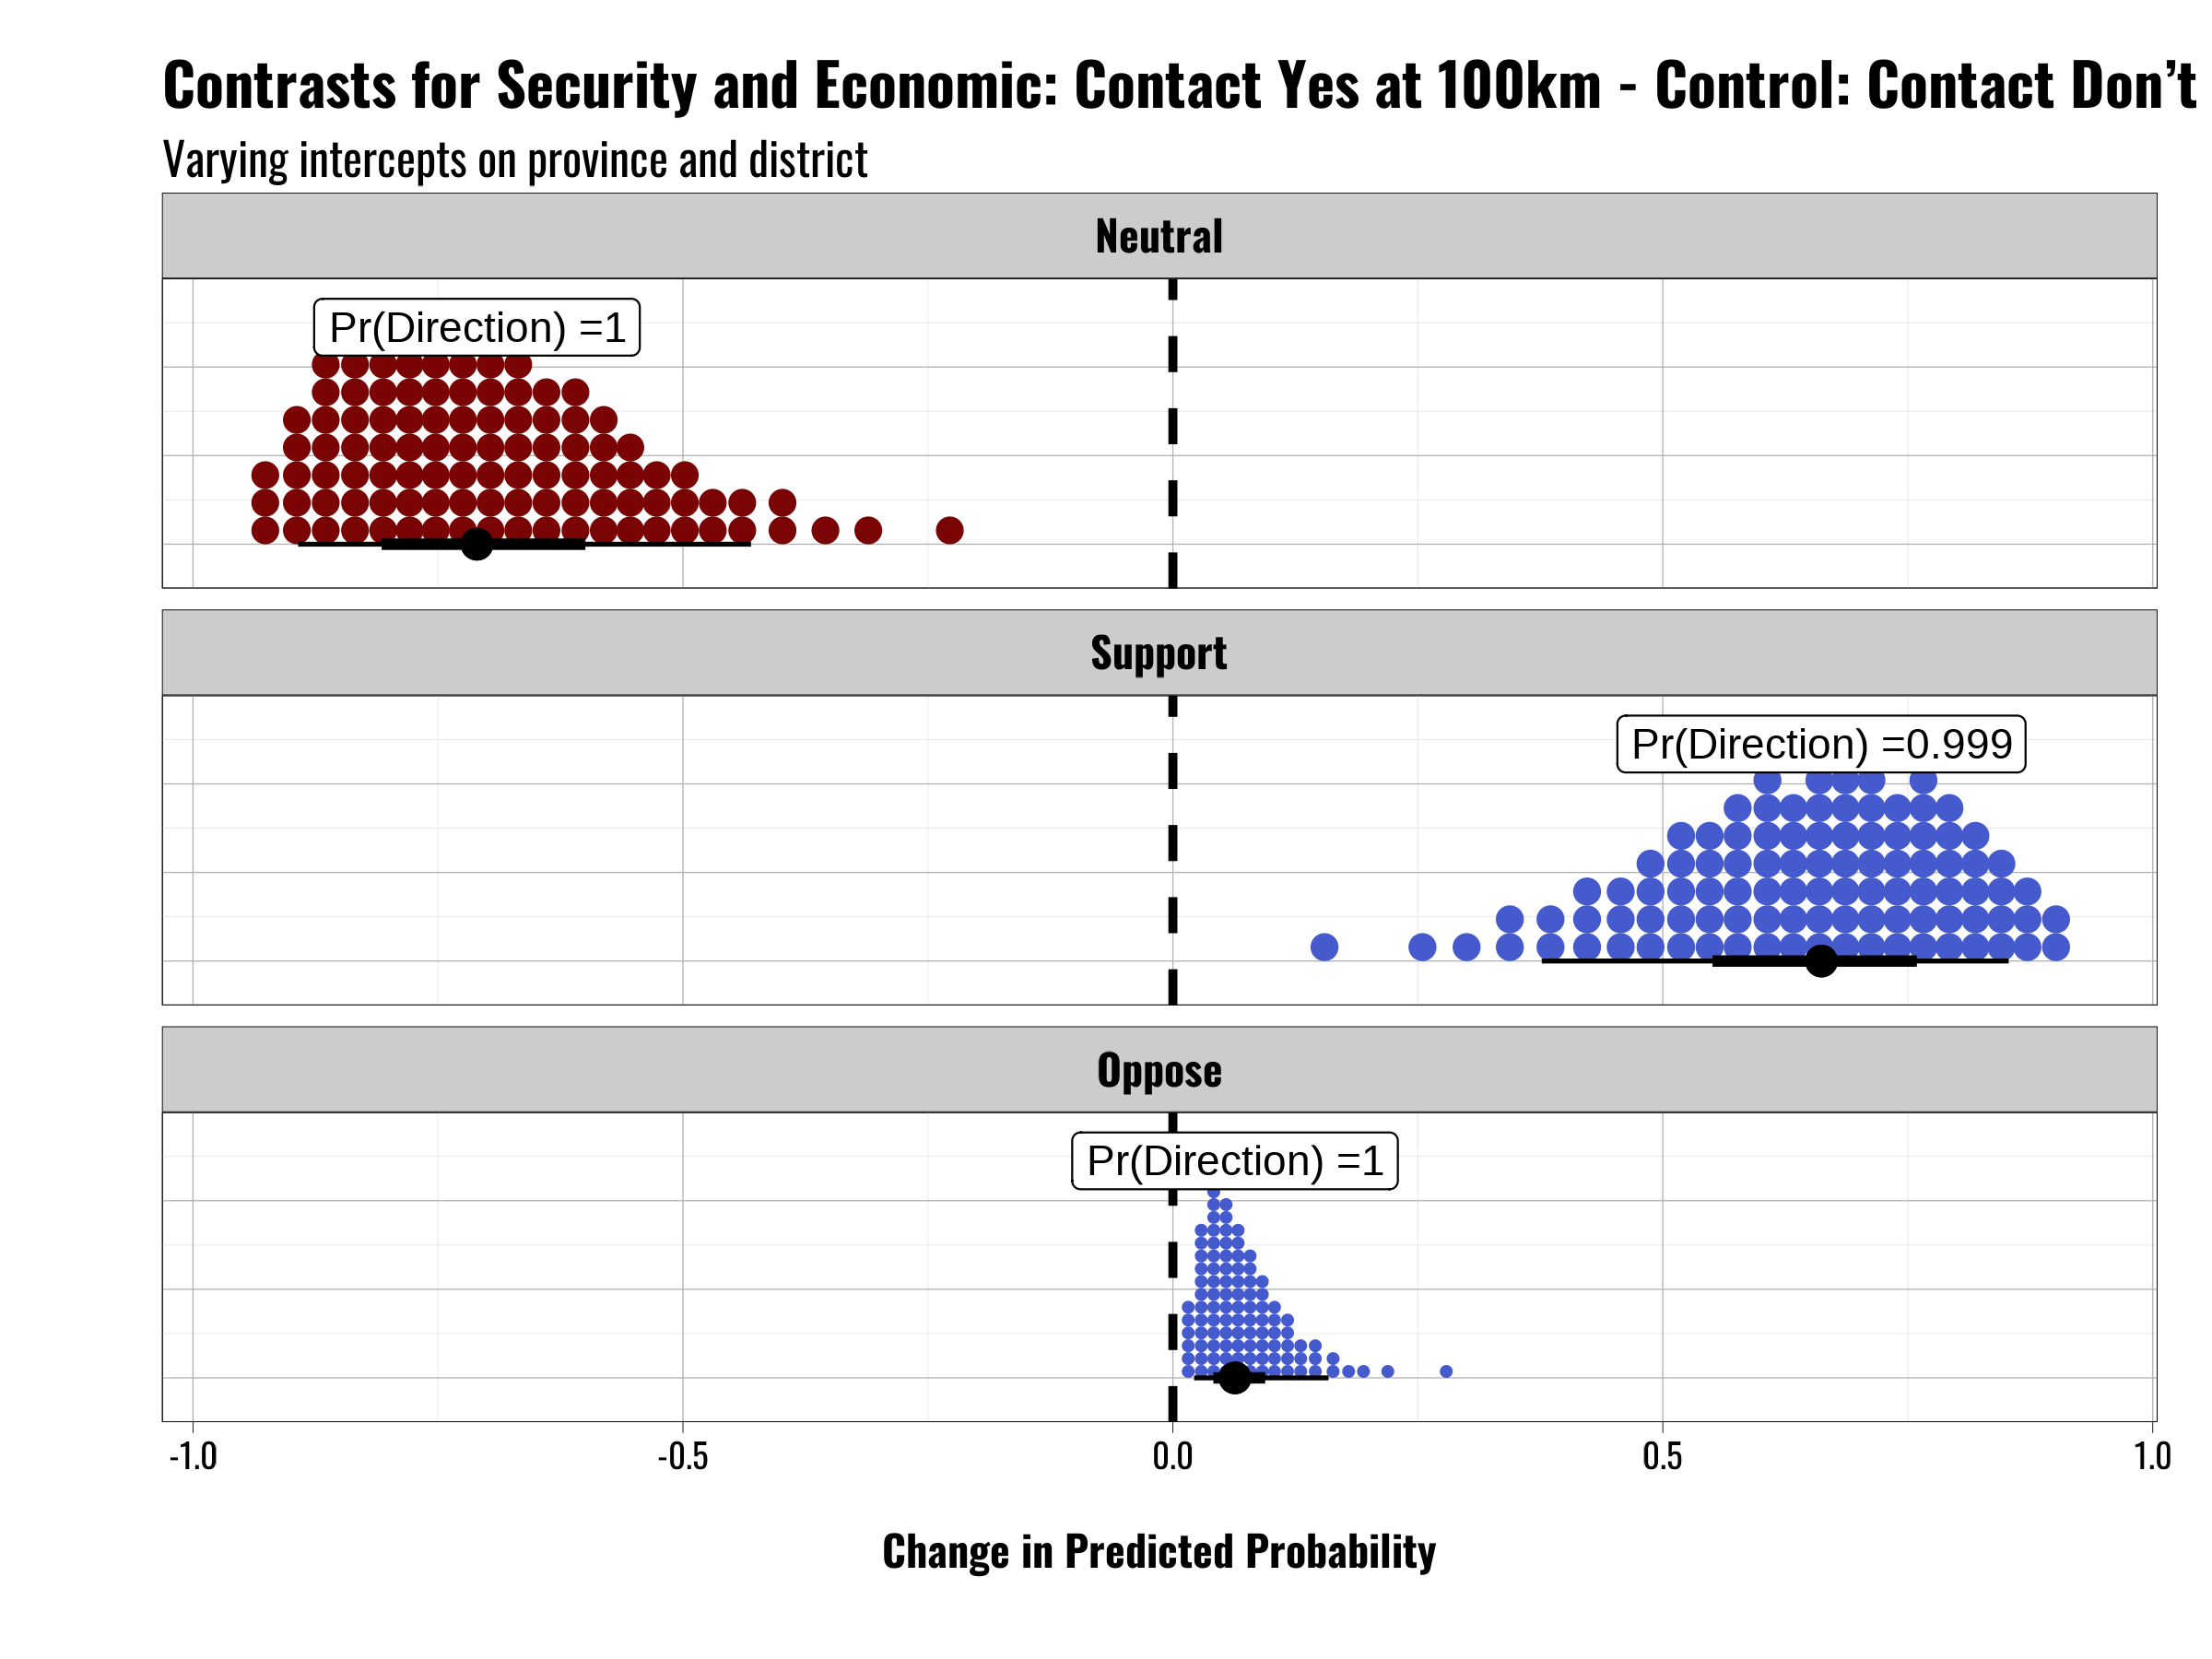 Contrasts for Security and Economic: Contact Yes at 100km - Control: Contact Don’t
Varying intercepts on province and district
Neutral
Pr(Direction) =1
Support
Pr(Direction) =0.999
Oppose
Pr(Direction) =1
-1.0 -0.5 0.0 0.5 1.0
Change in Predicted Probability